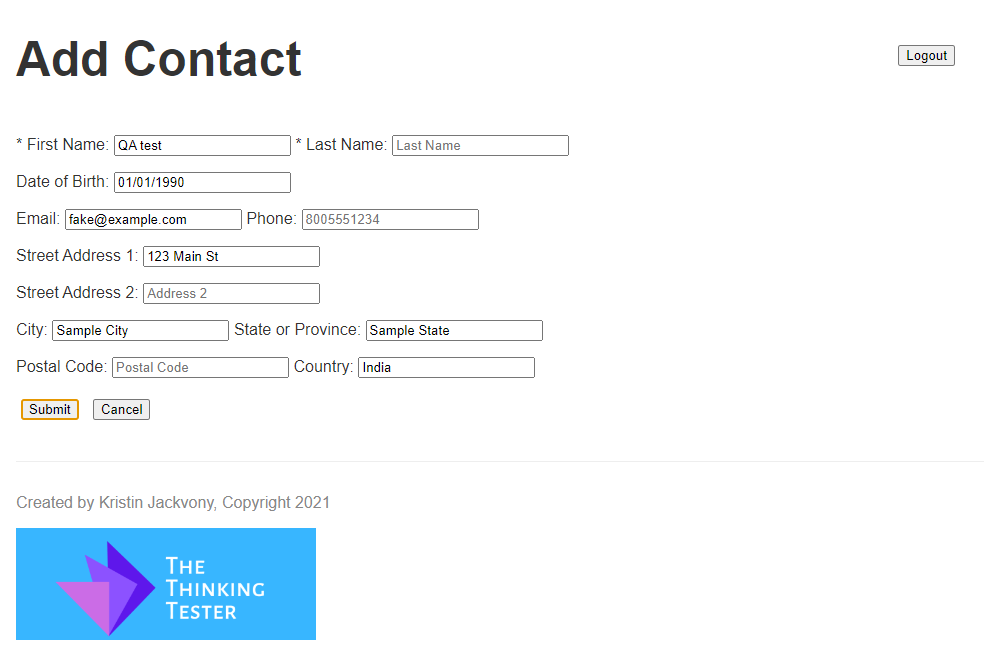 Add Contact
Logout
* First Name: QA test * Last Name: Last Name
Date of Birth: 01/01/1990
Email: fake@example.com Phone: 8005551234
Street Address 1: 123 Main St
Street Address 2: Address 2
City: Sample City State or Province: Sample State
Postal Code: Postal Code Country: India
Submit Cancel
Created by Kristin Jackvony, Copyright 2021
The
Thinking
Tester